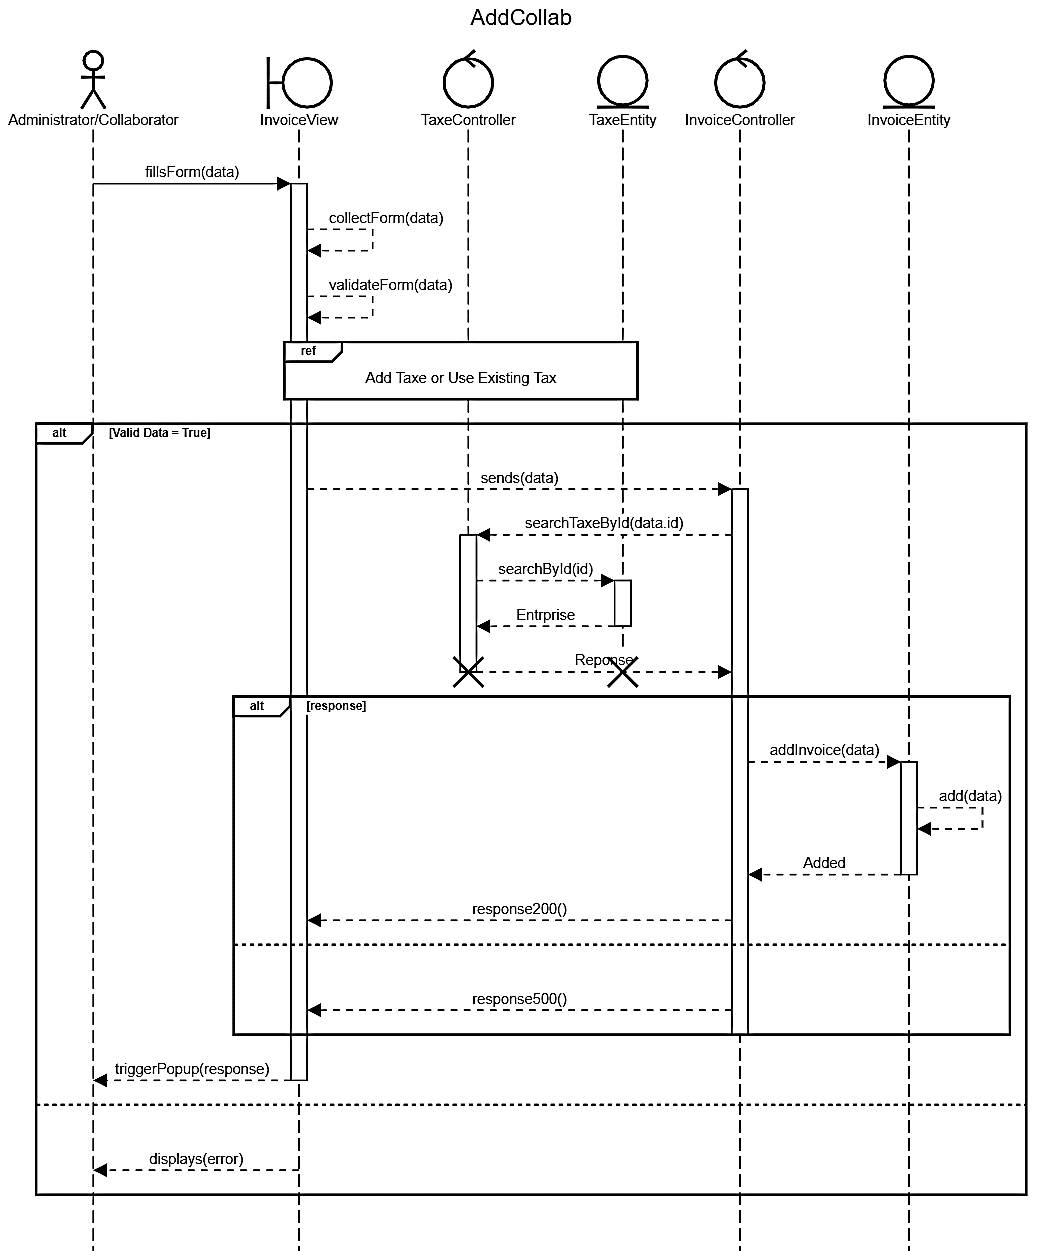 AddCollab
Administrator/Collaborator
InvoiceView
TaxeController
TaxeEntity
InvoiceController
InvoiceEntity
fillsForm(data)
collectForm(data)
validateForm(data)
ref
Add Taxe or Use Existing Tax
alt
[Valid Data = True]
sends(data)
searchTaxeById(data.id)
searchById(id)
Entrprise
Reponse
alt
[response]
addInvoice(data)
add(data)
Added
response200()
response500()
triggerPopup(response)
displays(error)